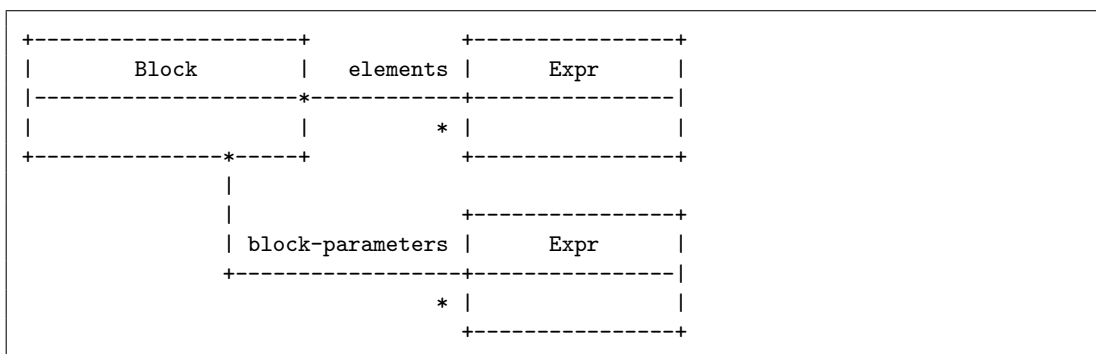 +---------------------+            +----------------+
|        Block        |   elements |      Expr      |
|---------------------*------------+----------------|
|                     |          * |                |
+---------------*-----+            +----------------+
                |
                |                  +----------------+
                | block-parameters |      Expr      |
                +------------------+----------------|
                                 * |                |
                                   +----------------+